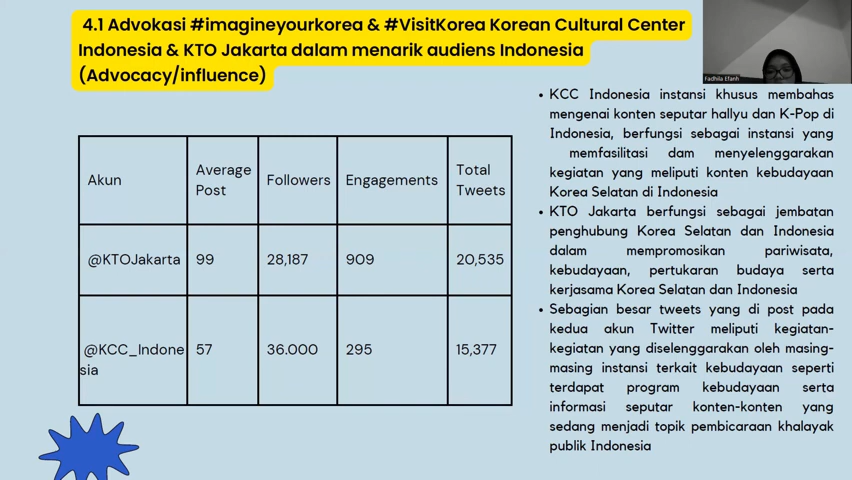 4.1 Advokasi #imagineyourkorea & #VisitKorea Korean Cultural Center
Indonesia & KTO Jakarta dalam menarik audiens Indonesia
(Advocacy/influence)
Fadhila Efanh
Akun
Average
Post
Followers
Engagements
Total
Tweets
@KTOJakarta
99
28,187
909
20,535
@KCC_Indone
sia
57
36.000
295
15,377
• KCC Indonesia instansi khusus membahas
mengenai konten seputar hallyu dan K-Pop di
Indonesia, berfungsi sebagai instansi yang
memfasilitasi dam menyelenggarakan
kegiatan yang meliputi konten kebudayaan
Korea Selatan di Indonesia
• KTO Jakarta berfungsi sebagai jembatan
penghubung Korea Selatan dan Indonesia
dalam mempromosikan pariwisata,
kebudayaan, pertukaran budaya serta
kerjasama Korea Selatan dan Indonesia
• Sebagian besar tweets yang di post pada
kedua akun Twitter meliputi kegiatan-
kegiatan yang diselenggarakan oleh masing-
masing instansi terkait kebudayaan seperti
terdapat program kebudayaan serta
informasi seputar konten-konten yang
sedang menjadi topik pembicaraan khalayak
publik Indonesia